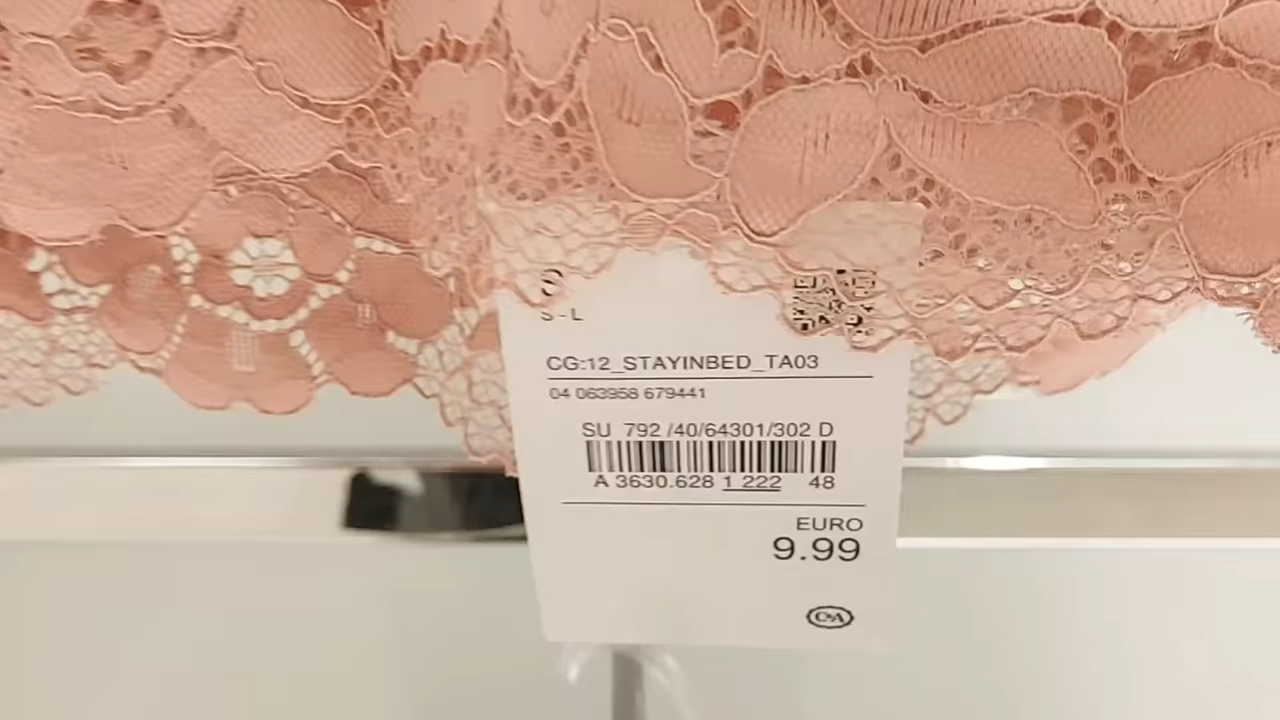 S
S - L
CG:12_STAYINBED_TA03
04 063958 679441
SU 792 /40/64301/302 D
A 3630.628 1 222 48
EURO
9.99
C&A